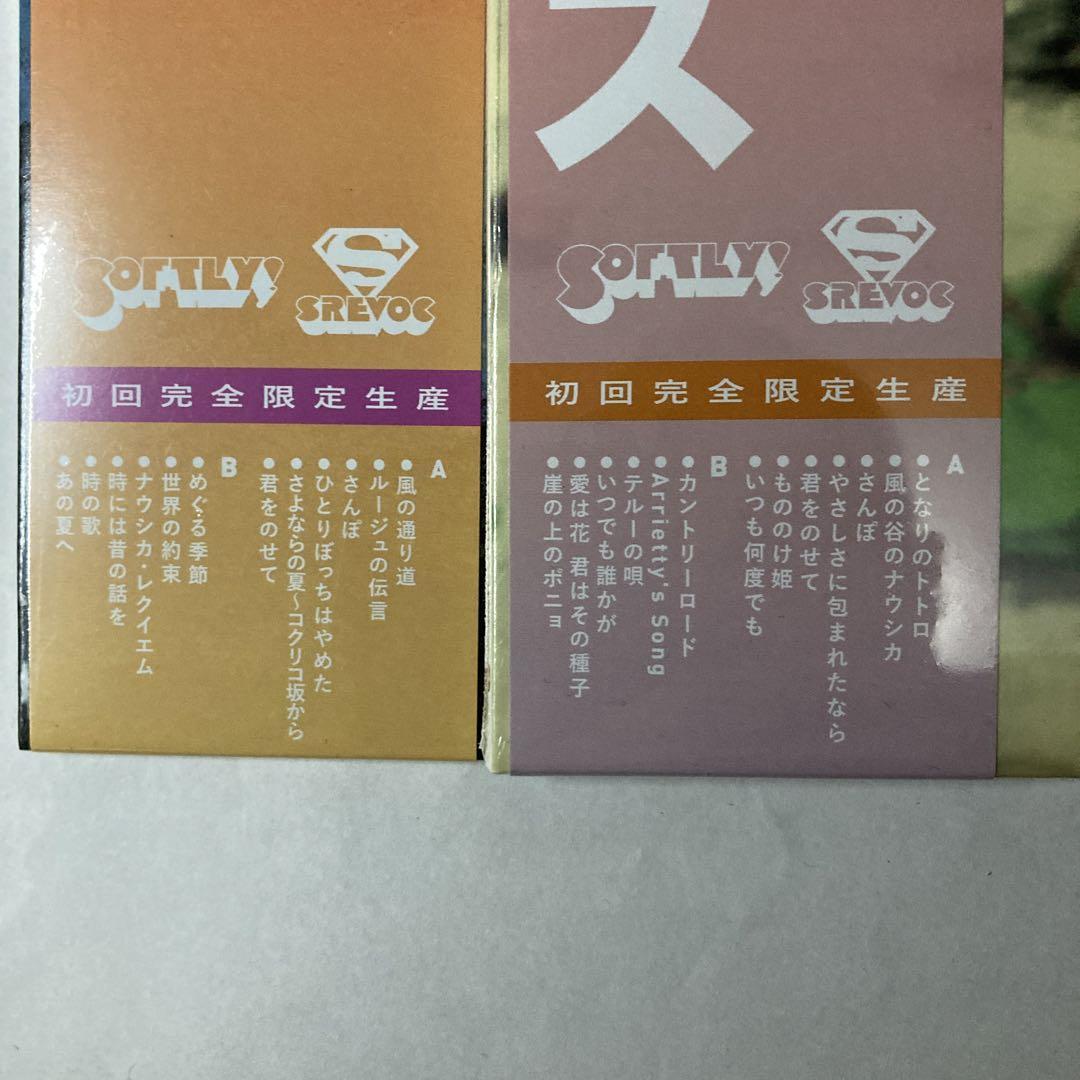 SOFTLY!
S
SREVOC
初回完全限定生産
A
●風の通り道
●ルージュの伝言
●さんぽ
●ひとりぼっちはやめた
●さよならの夏～コクリコ坂から
●君をのせて
B
●めぐる季節
●世界の約束
●ナウシカ・レクイエム
●時には昔の話を
●時の歌
●あの夏へ
ス
SOFTLY!
S
SREVOC
初回完全限定生産
A
●となりのトトロ
●風の谷のナウシカ
●さんぽ
●やさしさに包まれたなら
●君をのせて
●もののけ姫
●いつも何度でも
B
●カントリーロード
●Arrietty's Song
●テルーの唄
●いつでも誰かが
●愛は花 君はその種子
●崖の上のポニョ